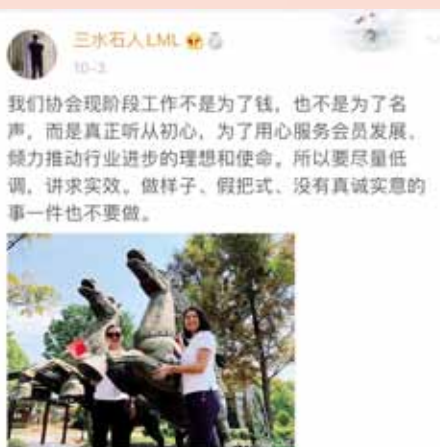 三水石人LML
10-3
我们协会现阶段工作不是为了钱，也不是为了名
声，而是真正听从初心，为了用心服务会员发展、
倾力推动行业进步的理想和使命。所以要尽量低
调，讲求实效。做样子、假把式、没有真诚实意的
事一件也不要做。